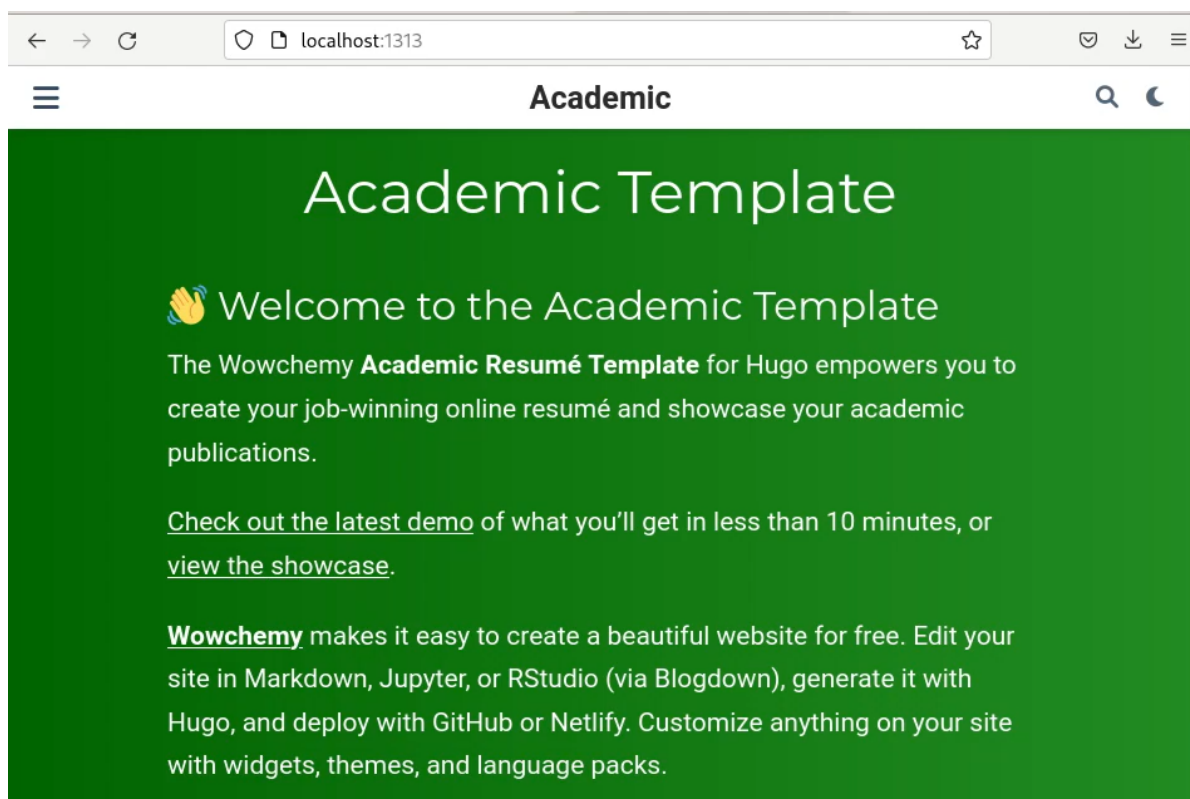 localhost:1313
Academic
Academic Template
👋 Welcome to the Academic Template
The Wowchemy Academic Resumé Template for Hugo empowers you to
create your job-winning online resumé and showcase your academic
publications.
Check out the latest demo of what you’ll get in less than 10 minutes, or
view the showcase.
Wowchemy makes it easy to create a beautiful website for free. Edit your
site in Markdown, Jupyter, or RStudio (via Blogdown), generate it with
Hugo, and deploy with GitHub or Netlify. Customize anything on your site
with widgets, themes, and language packs.